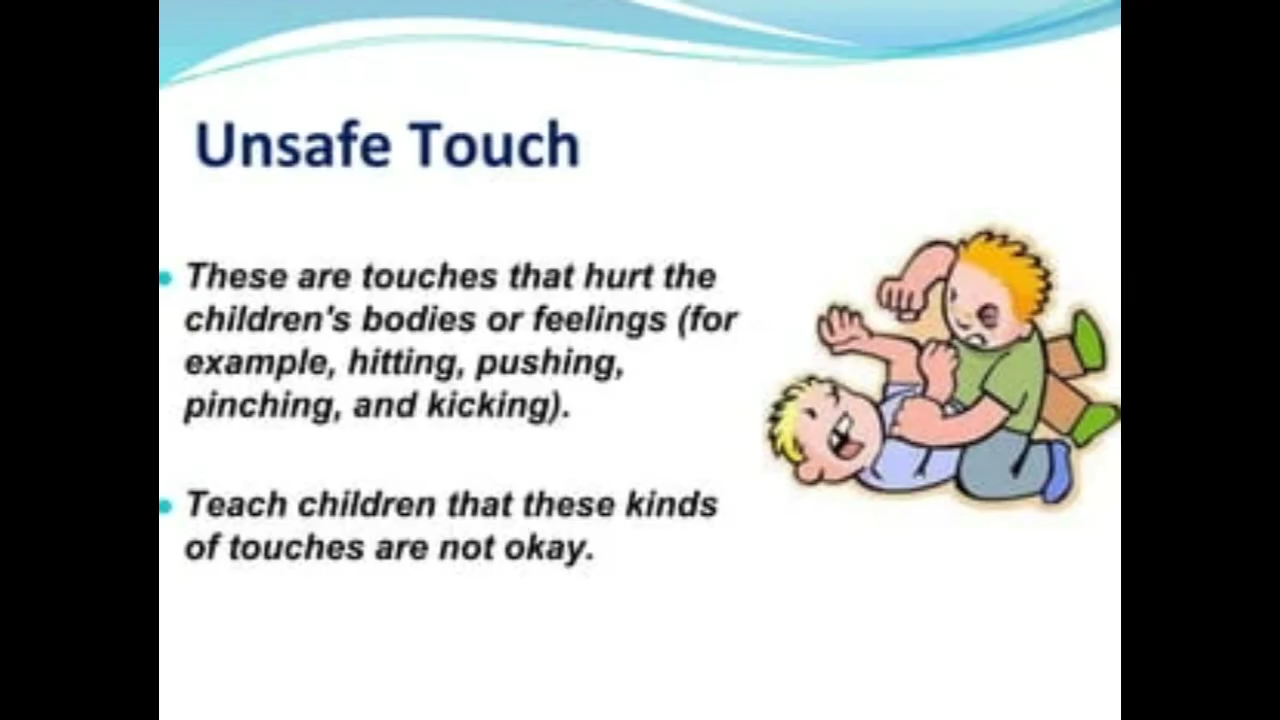 Unsafe Touch
These are touches that hurt the
children's bodies or feelings (for
example, hitting, pushing,
pinching, and kicking).
Teach children that these kinds
of touches are not okay.